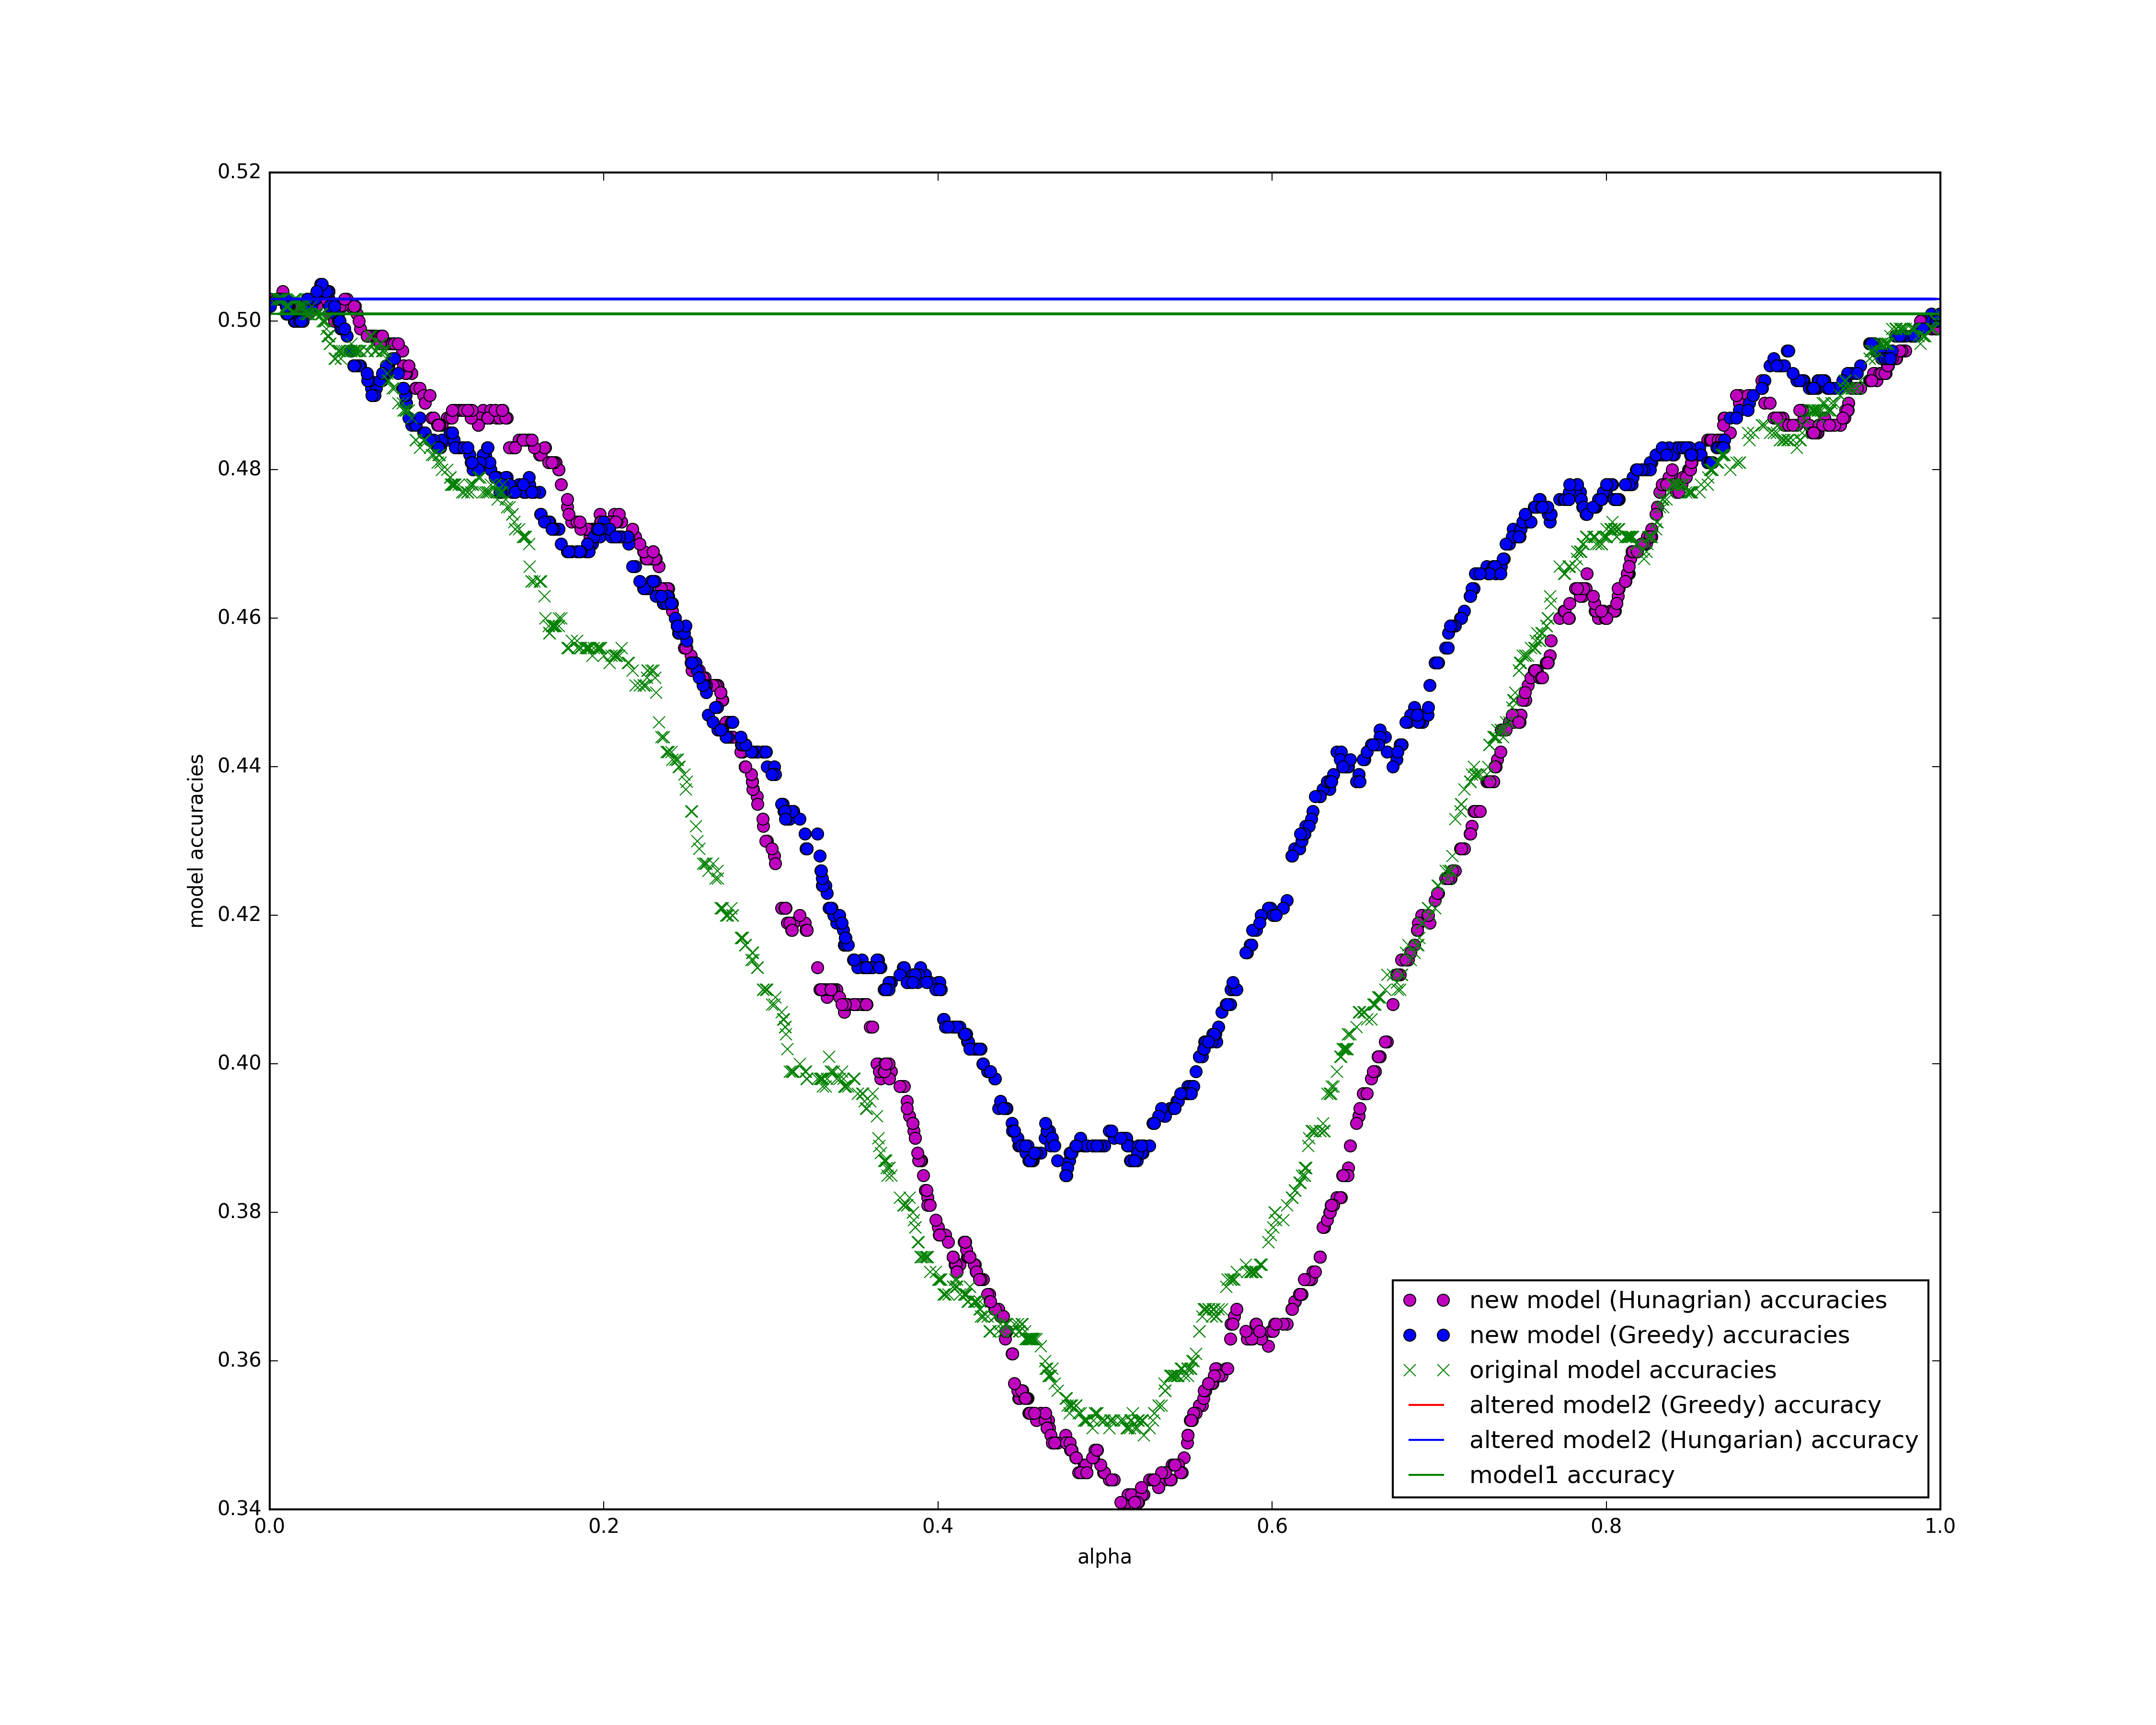 0.52
0.50
0.48
0.46
0.44
0.42
0.40
0.38
0.36
0.34
model accuracies
new model (Hunagrian) accuracies
new model (Greedy) accuracies
original model accuracies
altered model2 (Greedy) accuracy
altered model2 (Hungarian) accuracy
model1 accuracy
0.0 0.2 0.4 0.6 0.8 1.0
alpha